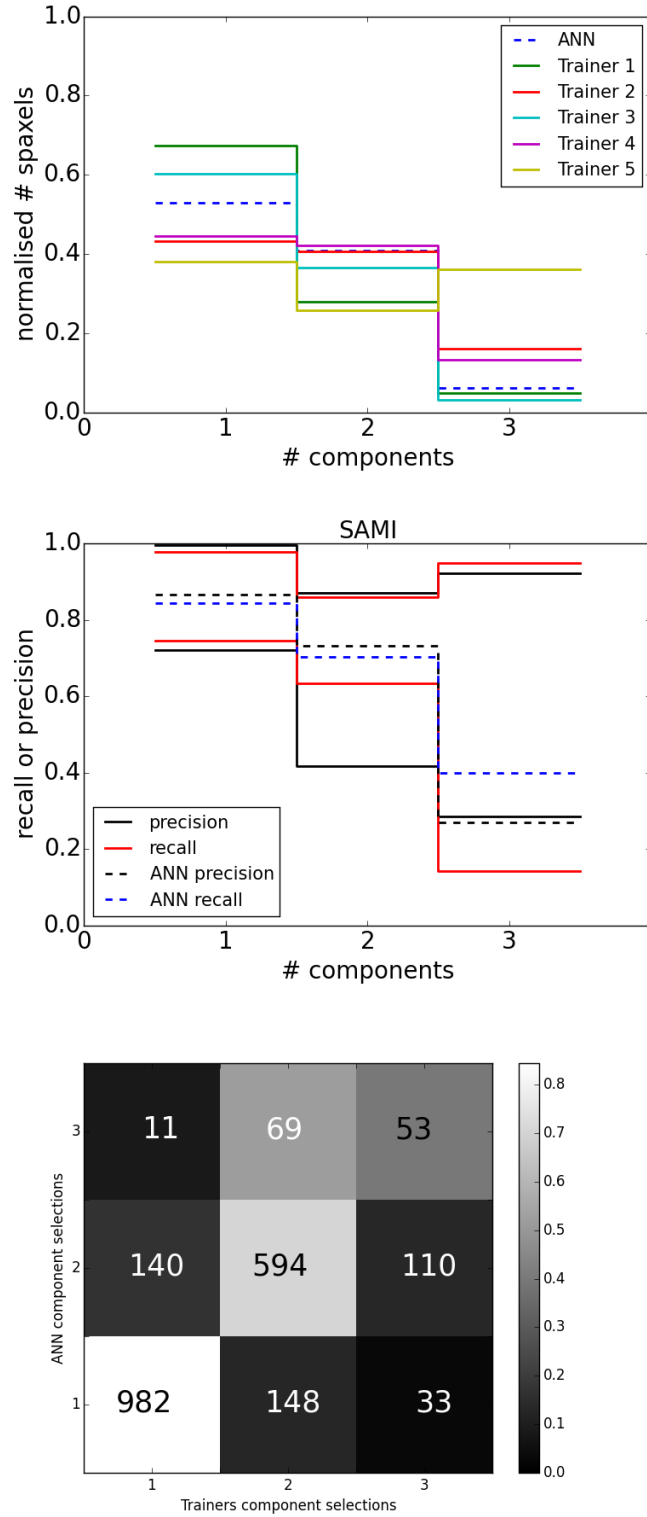 1.0
0.8
0.6
0.4
0.2
0.0
normalised # spaxels
ANN
Trainer 1
Trainer 2
Trainer 3
Trainer 4
Trainer 5
0 1 2 3
# components
SAMI
1.0
0.8
0.6
0.4
0.2
0.0
recall or precision
precision
recall
ANN precision
ANN recall
0 1 2 3
# components
3
2
1
ANN component selections
11 69 53
140 594 110
982 148 33
1 2 3
Trainers component selections
0.8
0.7
0.6
0.5
0.4
0.3
0.2
0.1
0.0